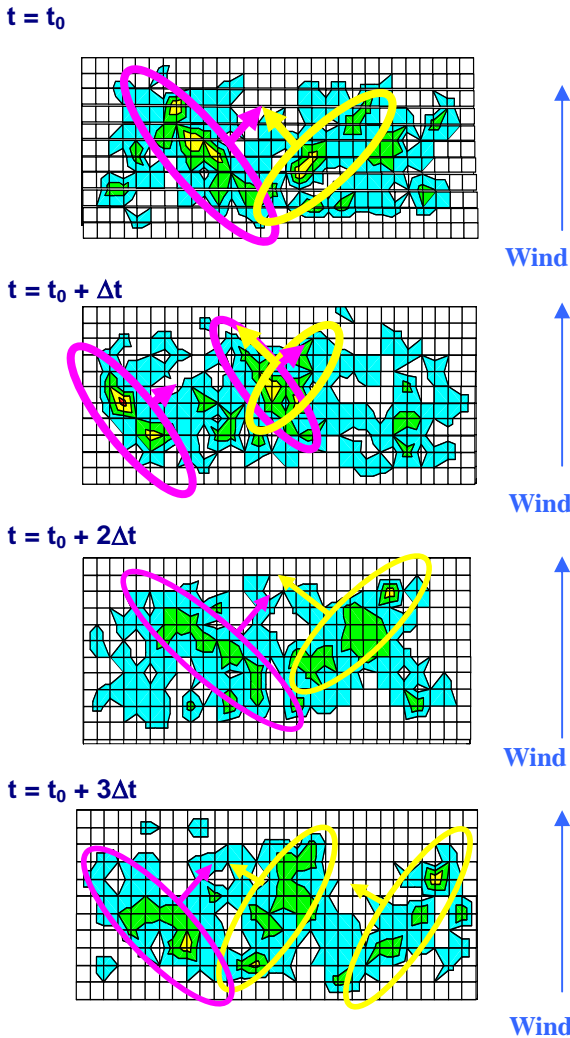 t = t₀
Wind
t = t₀ + Δt
Wind
t = t₀ + 2Δt
Wind
t = t₀ + 3Δt
Wind